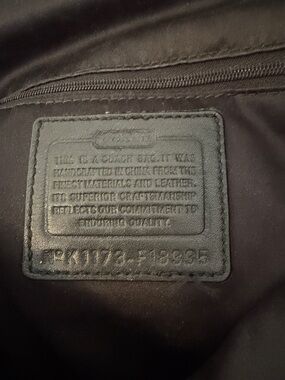 THIS IS A COACH BAG. IT WAS
HANDCRAFTED IN CHINA FROM THE
FINEST MATERIALS AND LEATHER.
ITS SUPERIOR CRAFTSMANSHIP
REFLECTS OUR COMMITMENT TO
ENDURING QUALITY.
K1173-F18335